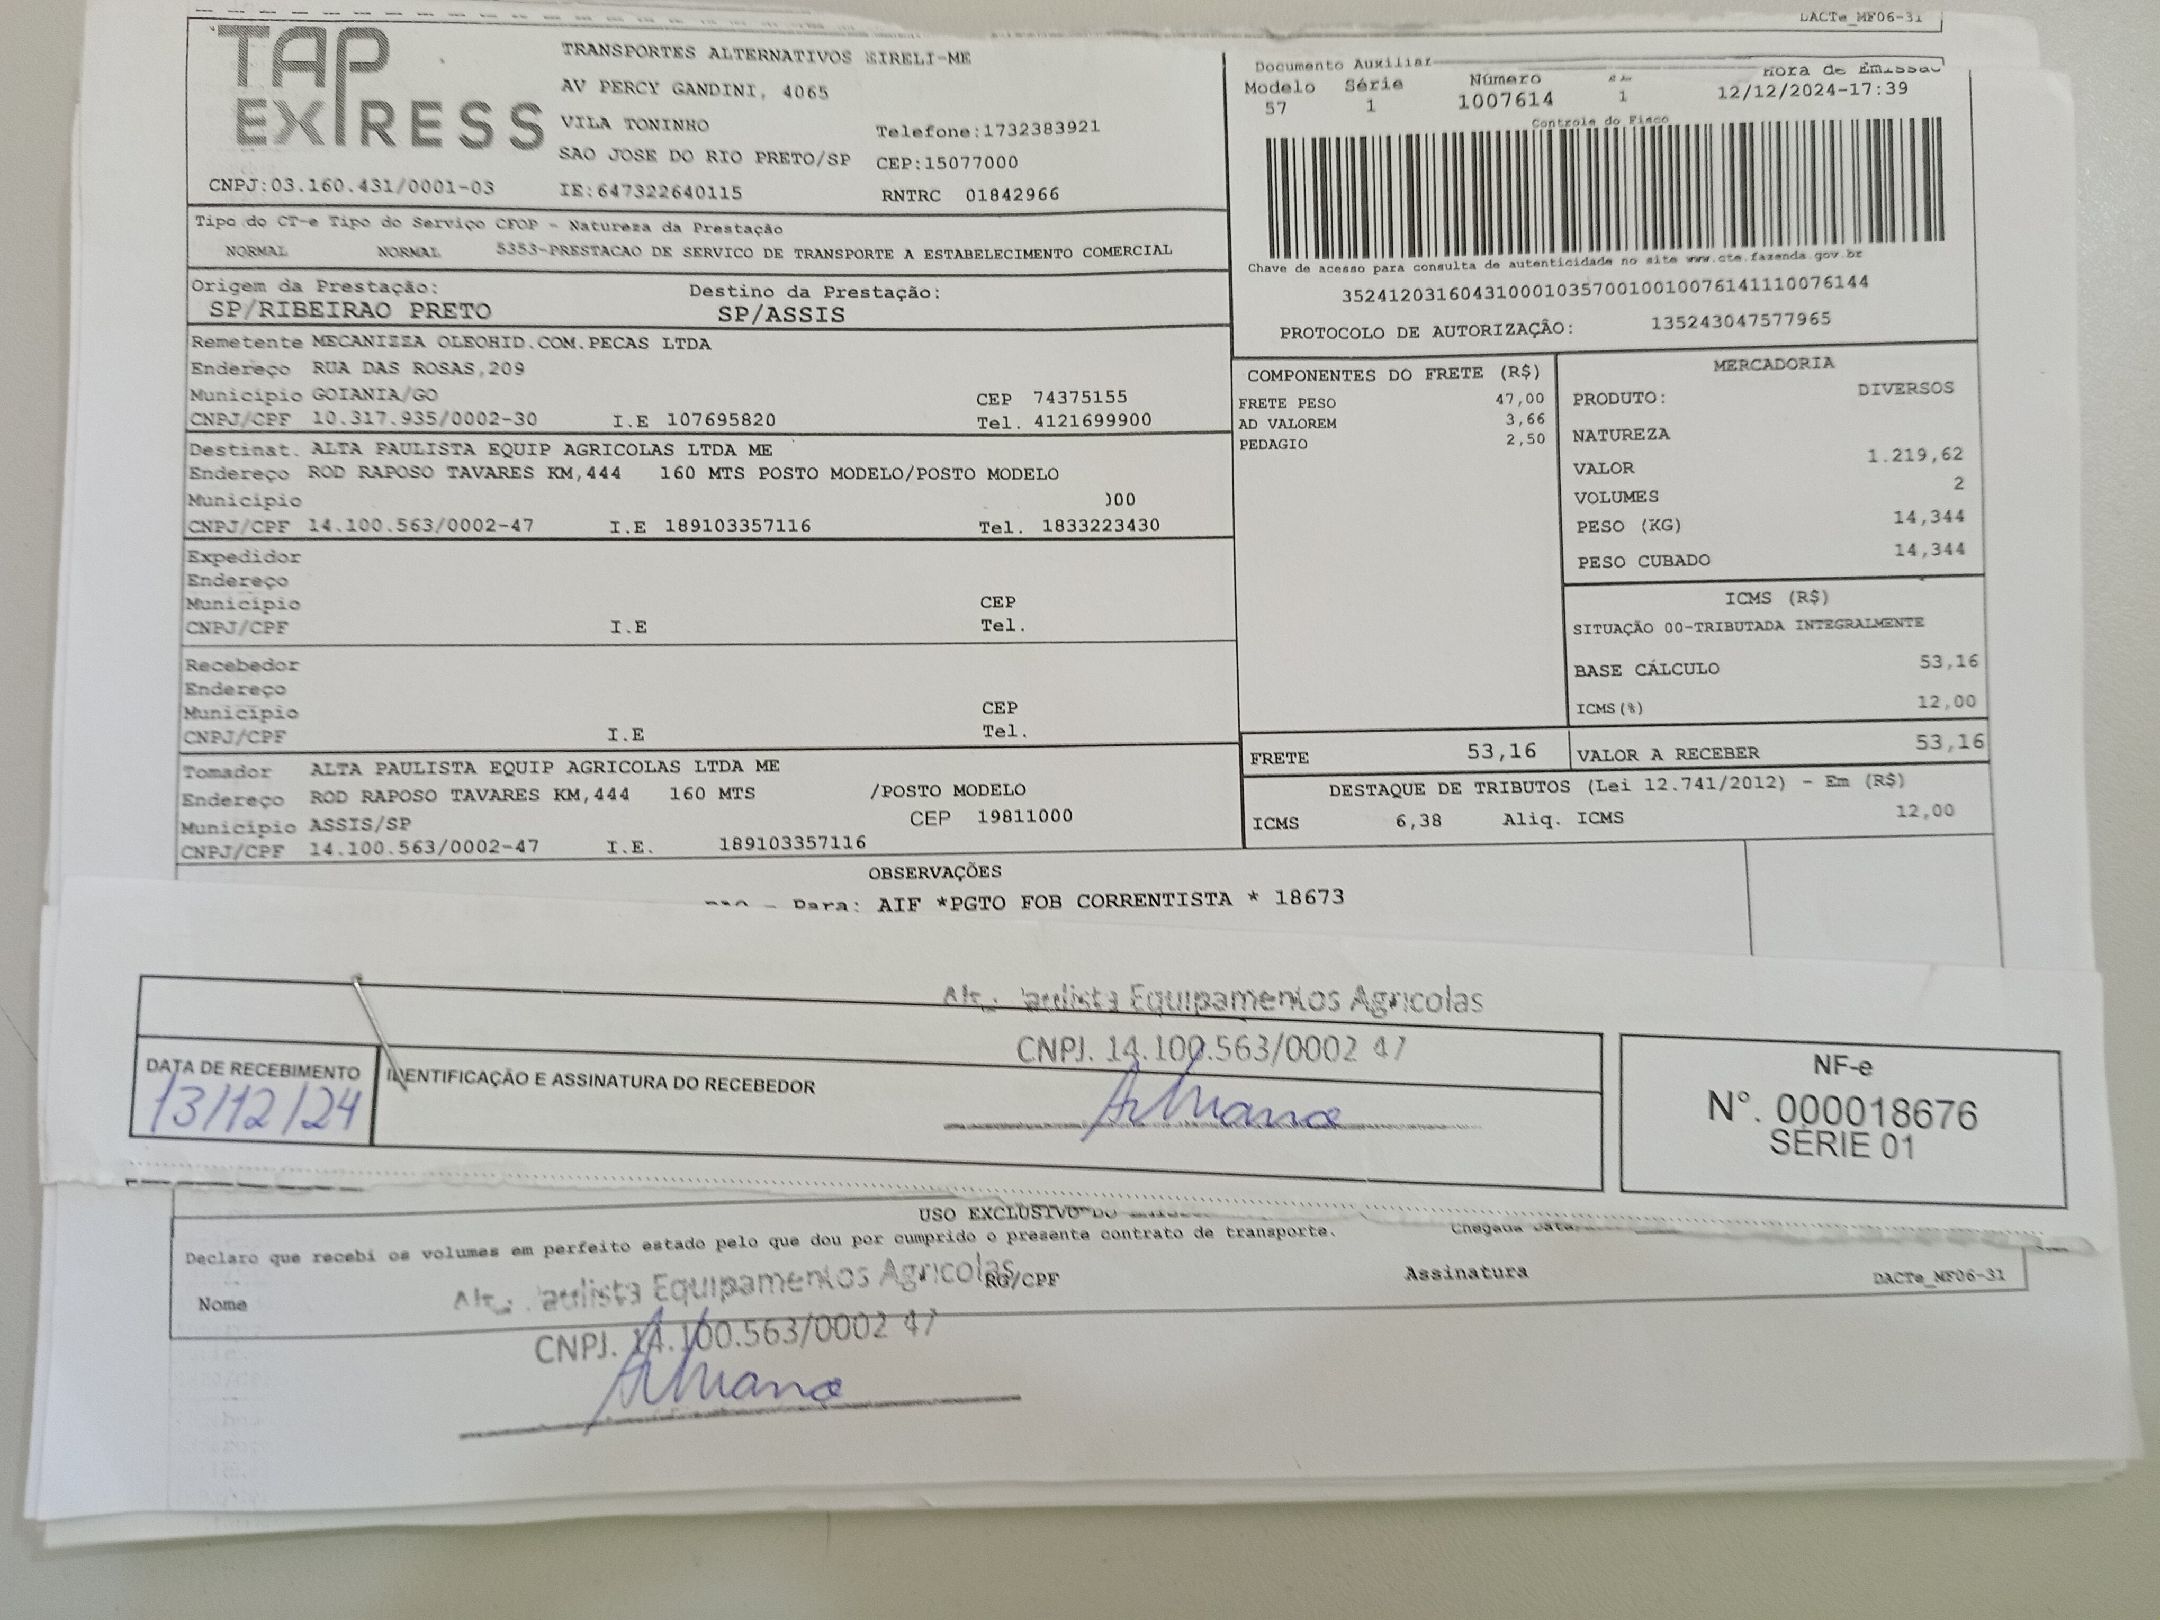 DACTe_MF06-31
TAP EXPRESS
TRANSPORTES ALTERNATIVOS EIRELI-ME
AV PERCY GANDINI, 4065
VILA TONINHO
Telefone:1732383921
SAO JOSE DO RIO PRETO/SP CEP:15077000
CNPJ:03.160.431/0001-03 IE:647322640115 RNTRC 01842966
Documento Auxiliar
Modelo Série Número Hora de Emissão
57 1 1007614 1 12/12/2024-17:39
Controle do Fisco
Chave de acesso para consulta de autenticidade no site www.cte.fazenda.gov.br
35241203160431000103570010010076141110076144
PROTOCOLO DE AUTORIZAÇÃO: 135243047577965
Tipo do CT-e Tipo do Serviço CFOP - Natureza da Prestação
NORMAL NORMAL 5353-PRESTACAO DE SERVICO DE TRANSPORTE A ESTABELECIMENTO COMERCIAL
Origem da Prestação: Destino da Prestação:
SP/RIBEIRAO PRETO SP/ASSIS
Remetente MECANIZZA OLEOHID.COM.PECAS LTDA
Endereço RUA DAS ROSAS,209
Município GOIANIA/GO CEP 74375155
CNPJ/CPF 10.317.935/0002-30 I.E 107695820 Tel. 4121699900
Destinat. ALTA PAULISTA EQUIP AGRICOLAS LTDA ME
Endereço ROD RAPOSO TAVARES KM,444 160 MTS POSTO MODELO/POSTO MODELO
Município 000
CNPJ/CPF 14.100.563/0002-47 I.E 189103357116 Tel. 1833223430
Expedidor
Endereço
Município CEP
CNPJ/CPF I.E Tel.
Recebedor
Endereço
Município CEP
CNPJ/CPF I.E Tel.
Tomador ALTA PAULISTA EQUIP AGRICOLAS LTDA ME
Endereço ROD RAPOSO TAVARES KM,444 160 MTS /POSTO MODELO
Município ASSIS/SP CEP 19811000
CNPJ/CPF 14.100.563/0002-47 I.E. 189103357116
COMPONENTES DO FRETE (R$)
FRETE PESO 47,00
AD VALOREM 3,66
PEDAGIO 2,50
MERCADORIA
PRODUTO: DIVERSOS
NATUREZA
VALOR 1.219,62
VOLUMES 2
PESO (KG) 14,344
PESO CUBADO 14,344
ICMS (R$)
SITUAÇÃO 00-TRIBUTADA INTEGRALMENTE
BASE CÁLCULO 53,16
ICMS(%) 12,00
FRETE 53,16 VALOR A RECEBER 53,16
DESTAQUE DE TRIBUTOS (Lei 12.741/2012) - Em (R$)
ICMS 6,38 Aliq. ICMS 12,00
OBSERVAÇÕES
- Para: AIF *PGTO FOB CORRENTISTA * 18673
Paulista Equipamentos Agricolas
CNPJ. 14.100.563/0002 47
DATA DE RECEBIMENTO
13/12/24
IDENTIFICAÇÃO E ASSINATURA DO RECEBEDOR
NF-e
N°. 000018676
SÉRIE 01
USO EXCLUSIVO DO
Declaro que recebi os volumes em perfeito estado pelo que dou por cumprido o presente contrato de transporte.
Chegada Data
Nome RG/CPF Assinatura
DACTe_MF06-31
Paulista Equipamentos Agricolas
CNPJ. 14.100.563/0002 47